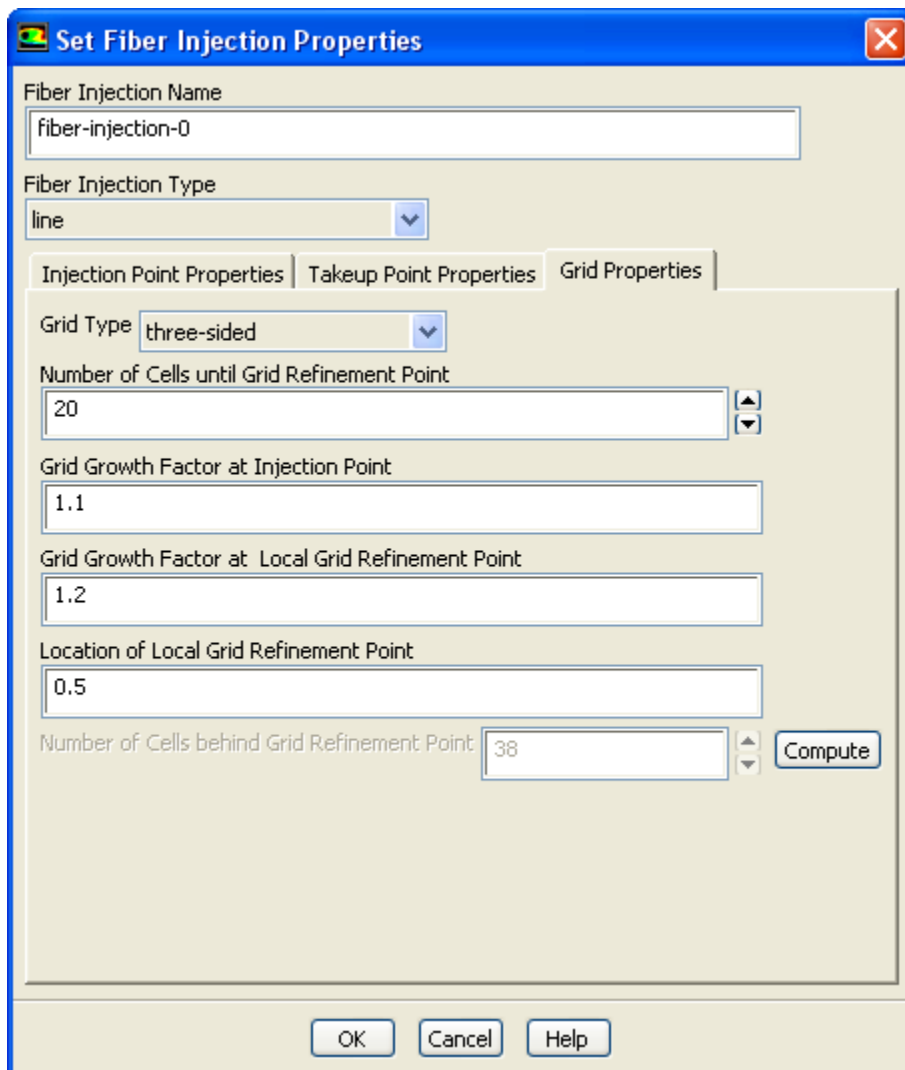 Set Fiber Injection Properties
Fiber Injection Name
fiber-injection-0
Fiber Injection Type
line
Injection Point Properties Takeup Point Properties Grid Properties
Grid Type three-sided
Number of Cells until Grid Refinement Point
20
Grid Growth Factor at Injection Point
1.1
Grid Growth Factor at Local Grid Refinement Point
1.2
Location of Local Grid Refinement Point
0.5
Number of Cells behind Grid Refinement Point 38 Compute
OK Cancel Help